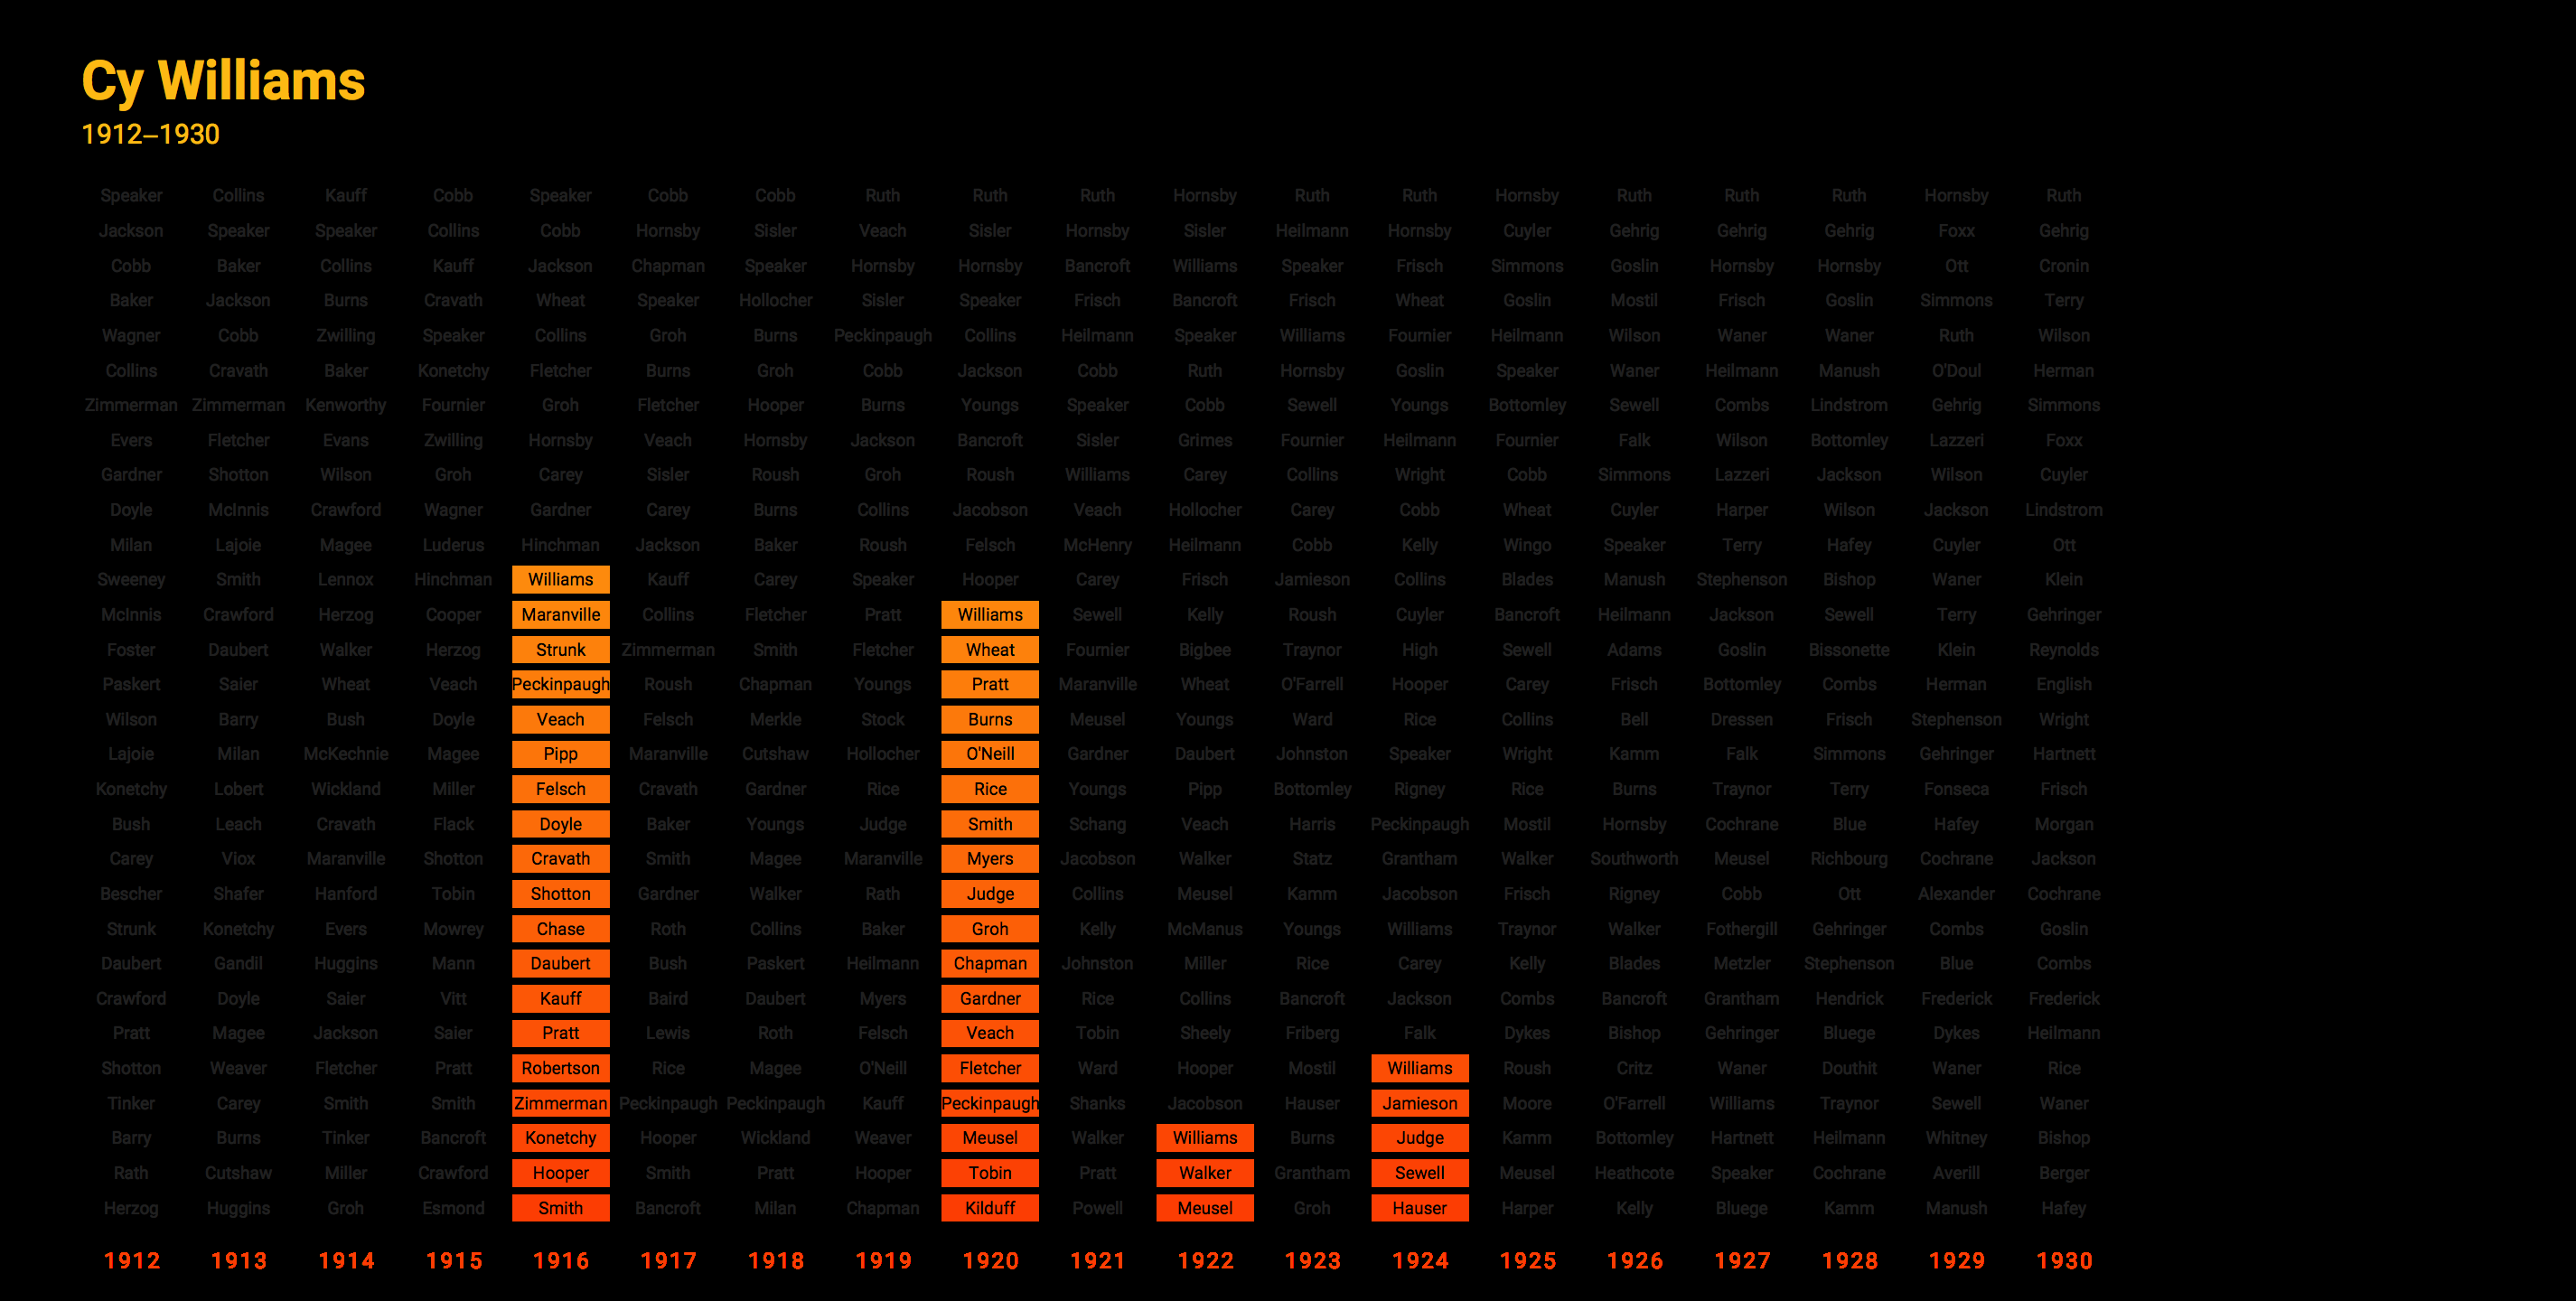 Cy Williams
1912–1930
Speaker Collins Kauff Cobb Speaker Cobb Cobb Ruth Ruth Ruth Hornsby Ruth Ruth Hornsby Ruth Ruth Ruth Hornsby Ruth
Jackson Speaker Speaker Collins Cobb Hornsby Sisler Veach Sisler Hornsby Sisler Heilmann Hornsby Cuyler Gehrig Gehrig Gehrig Foxx Gehrig
Cobb Baker Collins Kauff Jackson Chapman Speaker Hornsby Hornsby Bancroft Williams Speaker Frisch Simmons Goslin Hornsby Hornsby Ott Cronin
Baker Jackson Burns Cravath Wheat Speaker Hollocher Sisler Speaker Frisch Bancroft Frisch Wheat Goslin Mostil Frisch Goslin Simmons Terry
Wagner Cobb Zwilling Speaker Collins Groh Burns Peckinpaugh Collins Heilmann Speaker Williams Fournier Heilmann Wilson Waner Waner Ruth Wilson
Collins Cravath Baker Konetchy Fletcher Burns Groh Cobb Jackson Cobb Ruth Hornsby Goslin Speaker Waner Heilmann Manush O'Doul Herman
Zimmerman Zimmerman Kenworthy Fournier Groh Fletcher Hooper Burns Youngs Speaker Cobb Sewell Youngs Bottomley Sewell Combs Lindstrom Gehrig Simmons
Evers Fletcher Evans Zwilling Hornsby Veach Hornsby Jackson Bancroft Sisler Grimes Fournier Heilmann Fournier Falk Wilson Bottomley Lazzeri Foxx
Gardner Shotton Wilson Groh Carey Sisler Roush Groh Roush Williams Carey Collins Wright Cobb Simmons Lazzeri Jackson Wilson Cuyler
Doyle McInnis Crawford Wagner Gardner Carey Burns Collins Jacobson Veach Hollocher Carey Cobb Wheat Cuyler Harper Wilson Jackson Lindstrom
Milan Lajoie Magee Luderus Hinchman Jackson Baker Roush Felsch McHenry Heilmann Cobb Kelly Wingo Speaker Terry Hafey Cuyler Ott
Sweeney Smith Lennox Hinchman Williams Kauff Carey Speaker Hooper Carey Frisch Jamieson Collins Blades Manush Stephenson Bishop Waner Klein
McInnis Crawford Herzog Cooper Maranville Collins Fletcher Pratt Williams Sewell Kelly Roush Cuyler Bancroft Heilmann Jackson Sewell Terry Gehringer
Foster Daubert Walker Herzog Strunk Zimmerman Smith Fletcher Wheat Fournier Bigbee Traynor High Sewell Adams Goslin Bissonette Klein Reynolds
Paskert Saier Wheat Veach Peckinpaugh Roush Chapman Youngs Pratt Maranville Wheat O'Farrell Hooper Carey Frisch Bottomley Combs Herman English
Wilson Barry Bush Doyle Veach Felsch Merkle Stock Burns Meusel Youngs Ward Rice Collins Bell Dressen Frisch Stephenson Wright
Lajoie Milan McKechnie Magee Pipp Maranville Cutshaw Hollocher O'Neill Gardner Daubert Johnston Speaker Wright Kamm Falk Simmons Gehringer Hartnett
Konetchy Lobert Wickland Miller Felsch Cravath Gardner Rice Rice Youngs Pipp Bottomley Rigney Rice Burns Traynor Terry Fonseca Frisch
Bush Leach Cravath Flack Doyle Baker Youngs Judge Smith Schang Veach Harris Peckinpaugh Mostil Hornsby Cochrane Blue Hafey Morgan
Carey Viox Maranville Shotton Cravath Smith Magee Maranville Myers Jacobson Walker Statz Grantham Walker Southworth Meusel Richbourg Cochrane Jackson
Bescher Shafer Hanford Tobin Shotton Gardner Walker Rath Judge Collins Meusel Kamm Jacobson Frisch Rigney Cobb Ott Alexander Cochrane
Strunk Konetchy Evers Mowrey Chase Roth Collins Baker Groh Kelly McManus Youngs Williams Traynor Walker Fothergill Gehringer Combs Goslin
Daubert Gandil Huggins Mann Daubert Bush Paskert Heilmann Chapman Johnston Miller Rice Carey Kelly Blades Metzler Stephenson Blue Combs
Crawford Doyle Saier Vitt Kauff Baird Daubert Myers Gardner Rice Collins Bancroft Jackson Combs Bancroft Grantham Hendrick Frederick Frederick
Pratt Magee Jackson Saier Pratt Lewis Roth Felsch Veach Tobin Sheely Friberg Falk Dykes Bishop Gehringer Bluege Dykes Heilmann
Shotton Weaver Fletcher Pratt Robertson Rice Magee O'Neill Fletcher Ward Hooper Mostil Williams Roush Critz Waner Douthit Waner Rice
Tinker Carey Smith Smith Zimmerman Peckinpaugh Peckinpaugh Kauff Peckinpaugh Shanks Jacobson Hauser Jamieson Moore O'Farrell Williams Traynor Sewell Waner
Barry Burns Tinker Bancroft Konetchy Hooper Wickland Weaver Meusel Walker Williams Burns Judge Kamm Bottomley Hartnett Heilmann Whitney Bishop
Rath Cutshaw Miller Crawford Hooper Smith Pratt Hooper Tobin Pratt Walker Grantham Sewell Meusel Heathcote Speaker Cochrane Averill Berger
Herzog Huggins Groh Esmond Smith Bancroft Milan Chapman Kilduff Powell Meusel Groh Hauser Harper Kelly Bluege Kamm Manush Hafey
1912 1913 1914 1915 1916 1917 1918 1919 1920 1921 1922 1923 1924 1925 1926 1927 1928 1929 1930